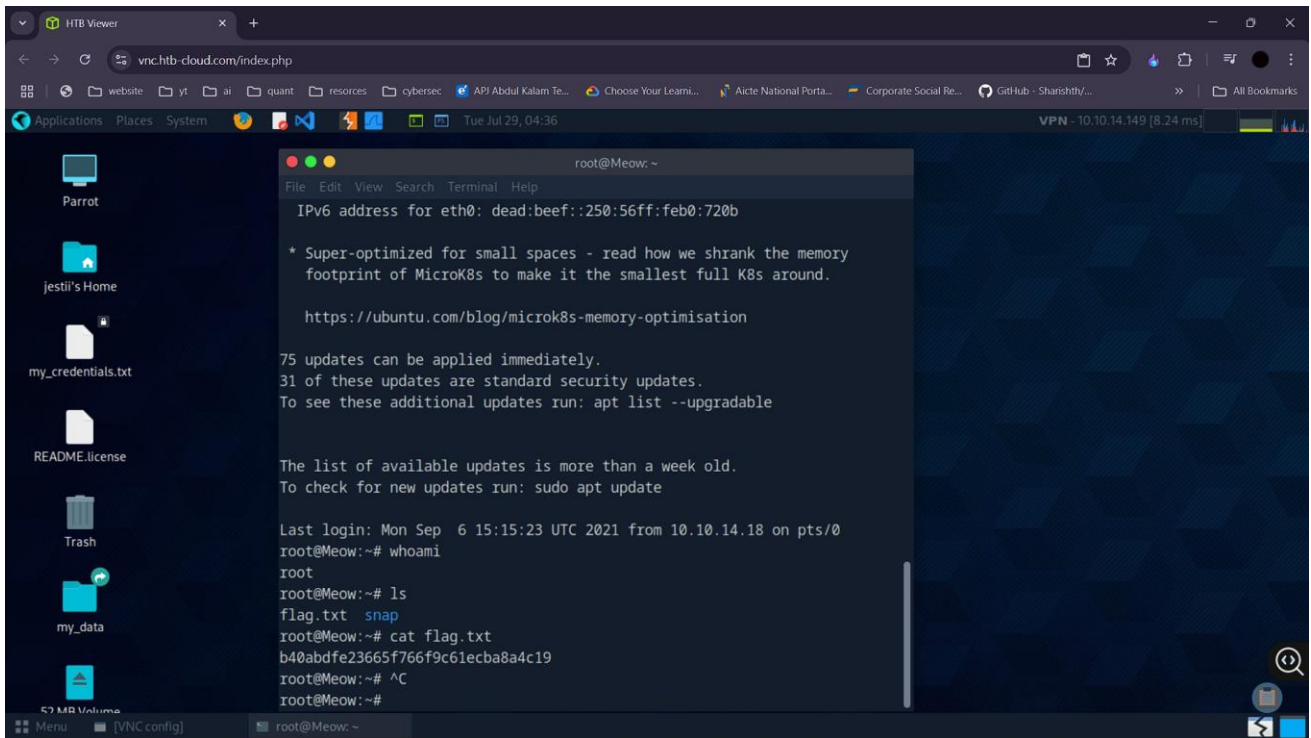 HTB Viewer
vnc.htb-cloud.com/index.php
website yt ai quant resorces cybersec APJ Abdul Kalam Te... Choose Your Learni... Aicte National Porta... Corporate Social Re... GitHub - Sharishth/... » All Bookmarks
Applications Places System Tue Jul 29, 04:36 VPN - 10.10.14.149 [8.24 ms]
Parrot
jestii's Home
my_credentials.txt
README.license
Trash
my_data
52 MB Volume
root@Meow: ~
File Edit View Search Terminal Help
IPv6 address for eth0: dead:beef::250:56ff:feb0:720b
* Super-optimized for small spaces - read how we shrank the memory
footprint of MicroK8s to make it the smallest full K8s around.
https://ubuntu.com/blog/microk8s-memory-optimisation
75 updates can be applied immediately.
31 of these updates are standard security updates.
To see these additional updates run: apt list --upgradable
The list of available updates is more than a week old.
To check for new updates run: sudo apt update
Last login: Mon Sep  6 15:15:23 UTC 2021 from 10.10.14.18 on pts/0
root@Meow:~# whoami
root
root@Meow:~# ls
flag.txt  snap
root@Meow:~# cat flag.txt
b40abdfe23665f766f9c61ecba8a4c19
root@Meow:~# ^C
root@Meow:~#
Menu [VNC config] root@Meow: ~